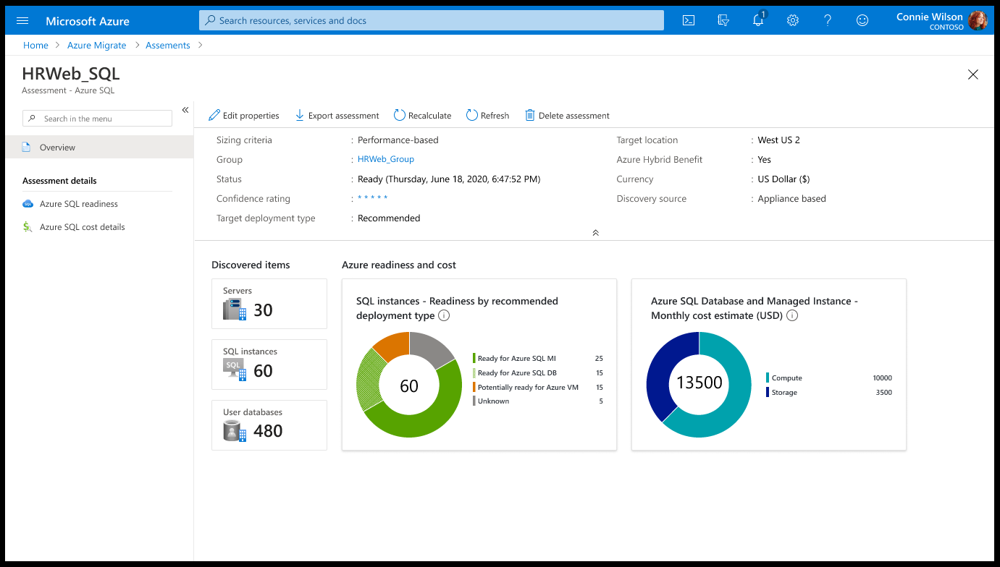 Microsoft Azure
Search resources, services and docs
1
Connie Wilson
CONTOSO
Home > Azure Migrate > Assements >
HRWeb_SQL
Assessment - Azure SQL
Search in the menu
«
Overview
Assessment details
SQL
Azure SQL readiness
Azure SQL cost details
Edit properties
Export assessment
Recalculate
Refresh
Delete assessment
Sizing criteria : Performance-based
Group : HRWeb_Group
Status : Ready (Thursday, June 18, 2020, 6:47:52 PM)
Confidence rating : * * * * *
Target deployment type : Recommended
Target location : West US 2
Azure Hybrid Benefit : Yes
Currency : US Dollar ($)
Discovery source : Appliance based
Discovered items
Servers
30
SQL instances
SQL
60
User databases
480
Azure readiness and cost
SQL instances - Readiness by recommended
deployment type
60
Ready for Azure SQL MI 25
Ready for Azure SQL DB 15
Potentially ready for Azure VM 15
Unknown 5
Azure SQL Database and Managed Instance -
Monthly cost estimate (USD)
13500
Compute 10000
Storage 3500